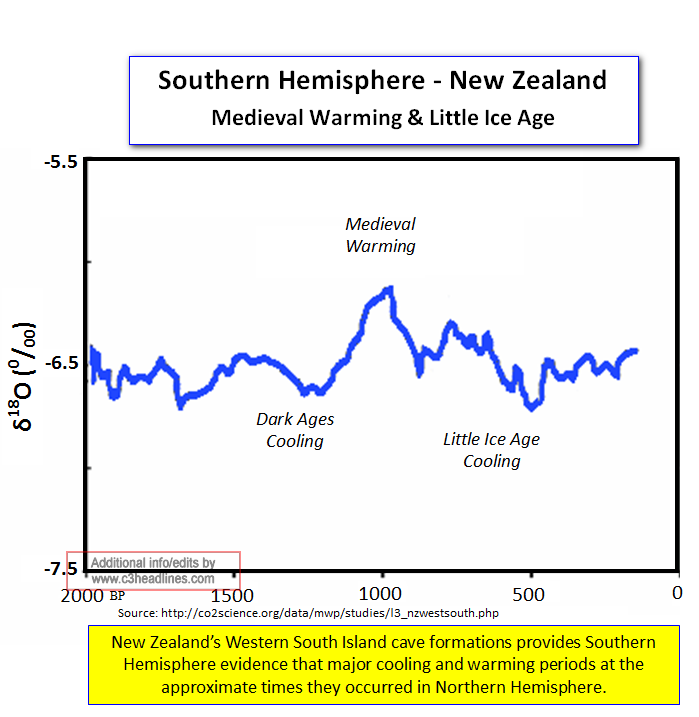 Southern Hemisphere - New Zealand
Medieval Warming & Little Ice Age
-5.5
Medieval
Warming
δ18O (0/00)
-6.5
Dark Ages
Cooling
Little Ice Age
Cooling
Additional info/edits by
www.c3headlines.com
-7.5
2000 BP 1500 1000 500 0
Source: http://co2science.org/data/mwp/studies/l3_nzwestsouth.php
New Zealand's Western South Island cave formations provides Southern
Hemisphere evidence that major cooling and warming periods at the
approximate times they occurred in Northern Hemisphere.